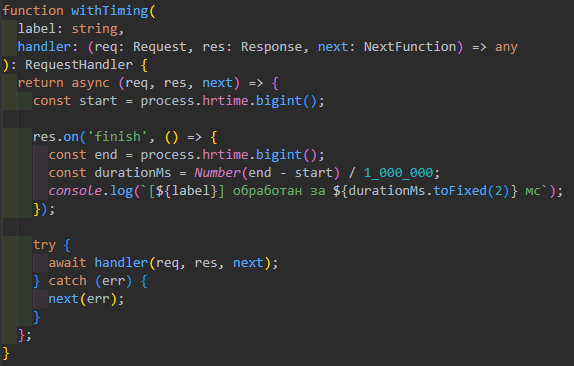 function withTiming(
  label: string,
  handler: (req: Request, res: Response, next: NextFunction) => any
): RequestHandler {
  return async (req, res, next) => {
    const start = process.hrtime.bigint();

    res.on('finish', () => {
      const end = process.hrtime.bigint();
      const durationMs = Number(end - start) / 1_000_000;
      console.log(`[${label}] обработан за ${durationMs.toFixed(2)} мс`);
    });

    try {
      await handler(req, res, next);
    } catch (err) {
      next(err);
    }
  };
}